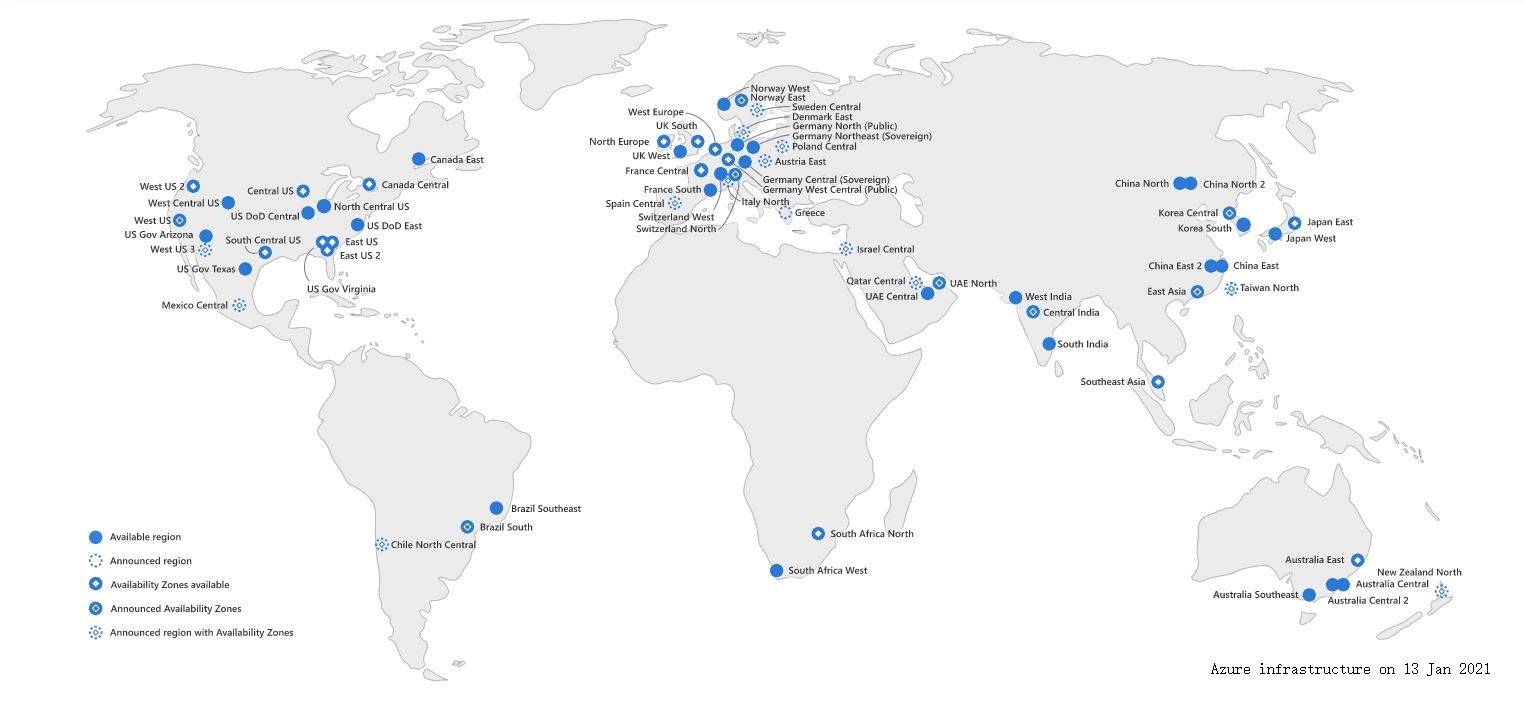 Norway West
Norway East
Sweden Central
West Europe
Denmark East
UK South
Germany North (Public)
Germany Northeast (Sovereign)
North Europe
Poland Central
UK West
Canada East
Austria East
France Central
Germany Central (Sovereign)
West US 2
Central US
Canada Central
France South
Germany West Central (Public)
China North
China North 2
West Central US
North Central US
Spain Central
Italy North
US DoD Central
Switzerland West
Greece
Korea Central
West US
US DoD East
Switzerland North
Korea South
Japan East
US Gov Arizona
South Central US
East US
Japan West
West US 3
East US 2
Israel Central
US Gov Texas
China East 2
China East
US Gov Virginia
Qatar Central
UAE North
East Asia
Taiwan North
Mexico Central
UAE Central
West India
Central India
South India
Southeast Asia
Brazil Southeast
Brazil South
South Africa North
Chile North Central
South Africa West
Australia East
New Zealand North
Australia Central
Australia Southeast
Australia Central 2
Available region
Announced region
Availability Zones available
Announced Availability Zones
Announced region with Availability Zones
Azure infrastructure on 13 Jan 2021